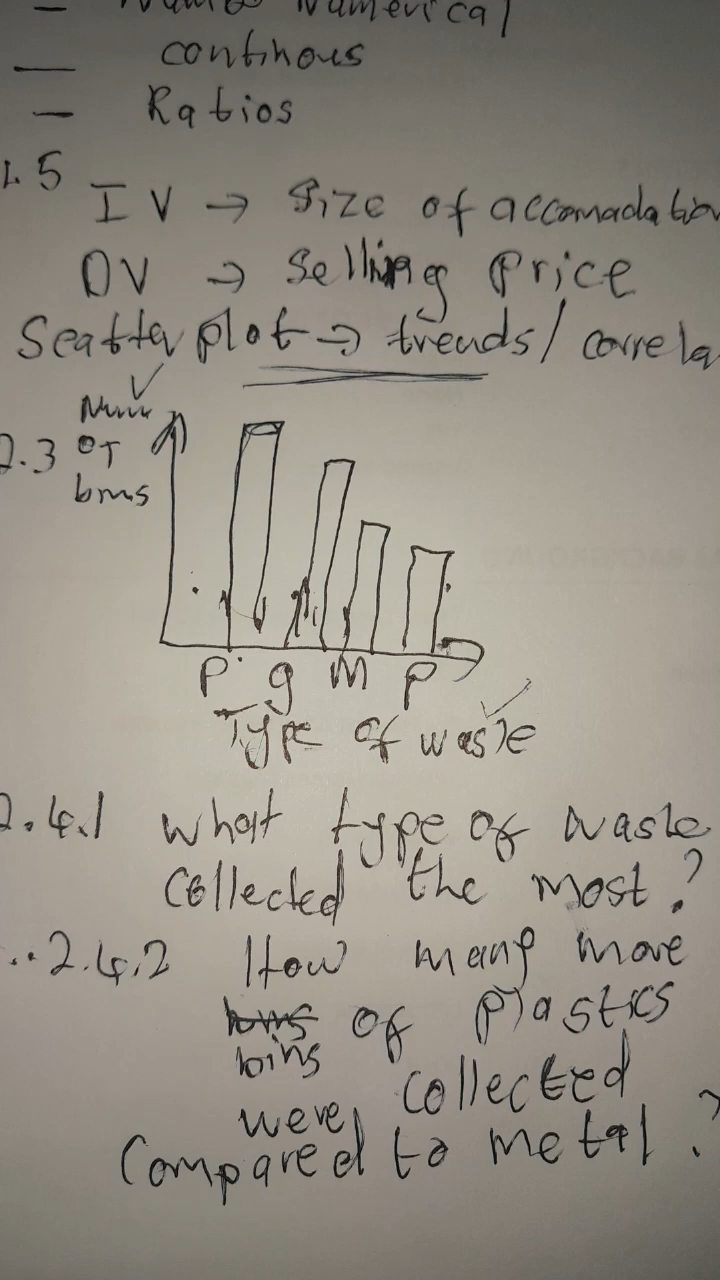 — Numerical
— continous
— Ratios
1.5
IV → Size of accomadation
DV → Selling Price
Scatter plot → trends / correla
2.3
OF
bins
P g M P
Type of waste
2.4.1 What type of waste
collected the most?
2.4.2 How many more
bins of plastics
were collected
Compared to metal?